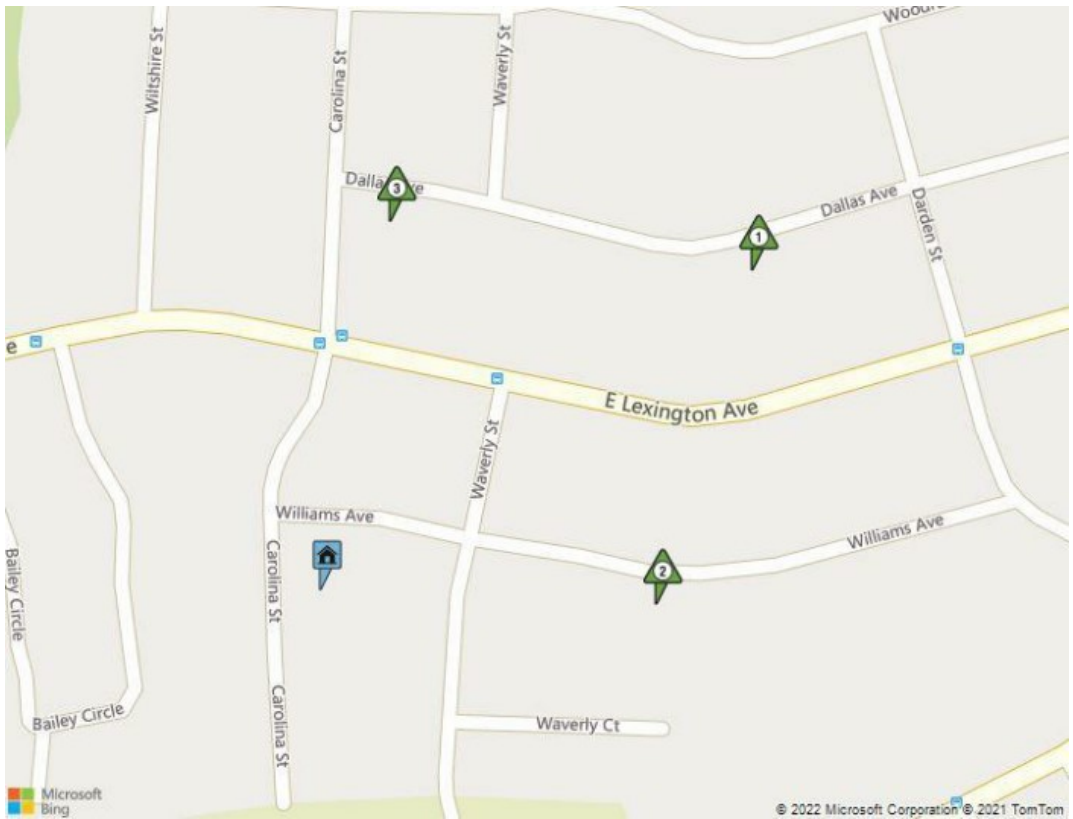 Wiltshire St
Carolina St
Waverly St
Dallas Ave
3
1
Dallas Ave
Darden St
e
E Lexington Ave
Waverly St
Williams Ave
2
Williams Ave
Bailey Circle
Carolina St
Carolina St
Bailey Circle
Waverly Ct
Microsoft
Bing
© 2022 Microsoft Corporation © 2021 TomTom